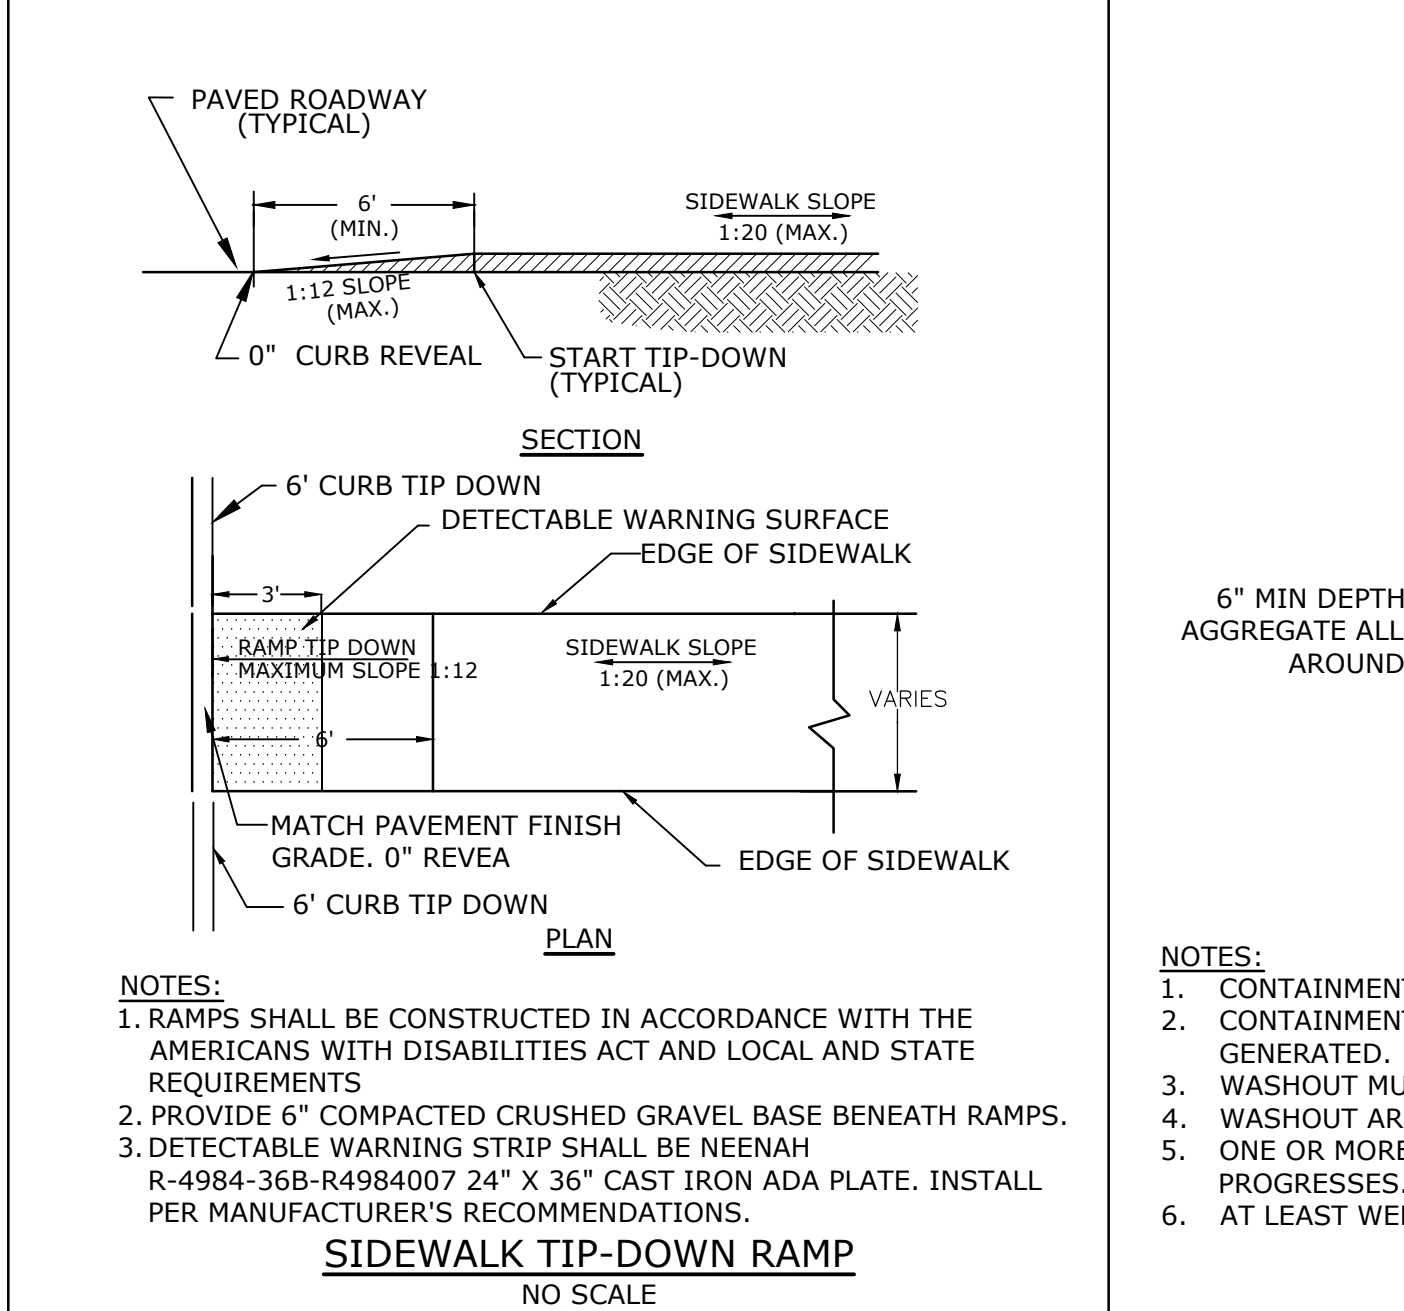 PAVED ROADWAY
(TYPICAL)
6'
(MIN.)
SIDEWALK SLOPE
1:20 (MAX.)
1:12 SLOPE
(MAX.)
0" CURB REVEAL
START TIP-DOWN
(TYPICAL)
SECTION
6' CURB TIP DOWN
DETECTABLE WARNING SURFACE
EDGE OF SIDEWALK
3'
RAMP TIP DOWN
MAXIMUM SLOPE 1:12
SIDEWALK SLOPE
1:20 (MAX.)
VARIES
6'
MATCH PAVEMENT FINISH
GRADE. 0" REVEA
EDGE OF SIDEWALK
6' CURB TIP DOWN
PLAN
NOTES:
1. RAMPS SHALL BE CONSTRUCTED IN ACCORDANCE WITH THE
AMERICANS WITH DISABILITIES ACT AND LOCAL AND STATE
REQUIREMENTS
2. PROVIDE 6" COMPACTED CRUSHED GRAVEL BASE BENEATH RAMPS.
3. DETECTABLE WARNING STRIP SHALL BE NEENAH
R-4984-36B-R4984007 24" X 36" CAST IRON ADA PLATE. INSTALL
PER MANUFACTURER'S RECOMMENDATIONS.
SIDEWALK TIP-DOWN RAMP
NO SCALE
6" MIN DEPTH
AGGREGATE ALL
AROUND
NOTES:
1. CONTAINMENT
2. CONTAINMENT
GENERATED.
3. WASHOUT
4. WASHOUT
5. ONE OR MORE
PROGRESSES.
6. AT LEAST